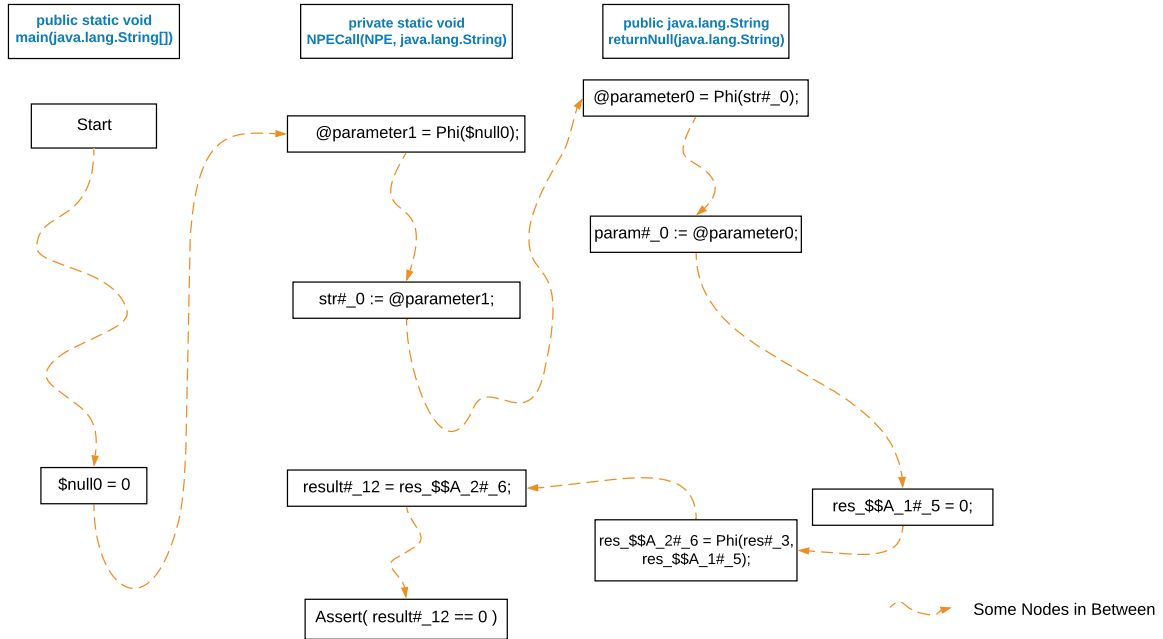 public static void
main(java.lang.String[])
private static void
NPECall(NPE, java.lang.String)
public java.lang.String
returnNull(java.lang.String)
Start
@parameter1 = Phi($null0);
@parameter0 = Phi(str#_0);
param#_0 := @parameter0;
str#_0 := @parameter1;
$null0 = 0
result#_12 = res_$$A_2#_6;
res_$$A_1#_5 = 0;
res_$$A_2#_6 = Phi(res#_3,
res_$$A_1#_5);
Assert( result#_12 == 0 )
Some Nodes in Between